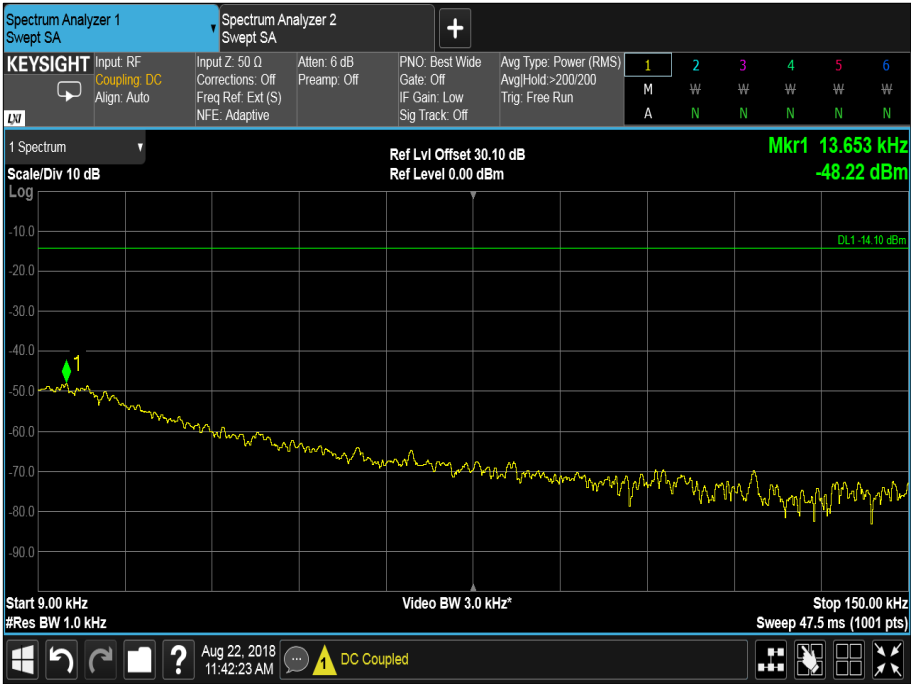 Spectrum Analyzer 1
Swept SA
Spectrum Analyzer 2
Swept SA
+
KEYSIGHT
LXI
Input: RF
Coupling: DC
Align: Auto
Input Z: 50 Ω
Corrections: Off
Freq Ref: Ext (S)
NFE: Adaptive
Atten: 6 dB
Preamp: Off
PNO: Best Wide
Gate: Off
IF Gain: Low
Sig Track: Off
Avg Type: Power (RMS)
Avg|Hold:>200/200
Trig: Free Run
1 2 3 4 5 6
M W W W W W
A N N N N N
1 Spectrum
Scale/Div 10 dB
Ref Lvl Offset 30.10 dB
Ref Level 0.00 dBm
Mkr1 13.653 kHz
-48.22 dBm
Log
-10.0
DL1 -14.10 dBm
-20.0
-30.0
-40.0
1
-50.0
-60.0
-70.0
-80.0
-90.0
Start 9.00 kHz
#Res BW 1.0 kHz
Video BW 3.0 kHz*
Stop 150.00 kHz
Sweep 47.5 ms (1001 pts)
?
Aug 22, 2018
11:42:23 AM
1
DC Coupled